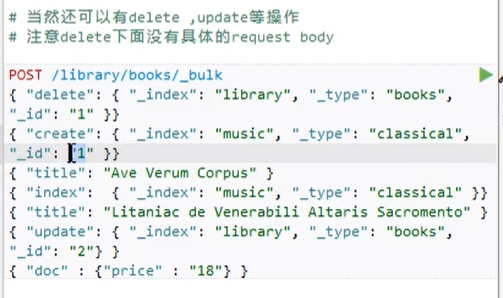 # 当然还可以有delete ,update等操作
# 注意delete下面没有具体的request body
POST /library/books/_bulk
{ "delete": { "_index": "library", "_type": "books",
"_id": "1" }}
{ "create": { "_index": "music", "_type": "classical",
"_id": "1" }}
{ "title": "Ave Verum Corpus" }
{ "index":  { "_index": "music", "_type": "classical" }}
{ "title": "Litaniac de Venerabili Altaris Sacromento" }
{ "update": { "_index": "library", "_type": "books",
"_id": "2"} }
{ "doc" : {"price" : "18"} }